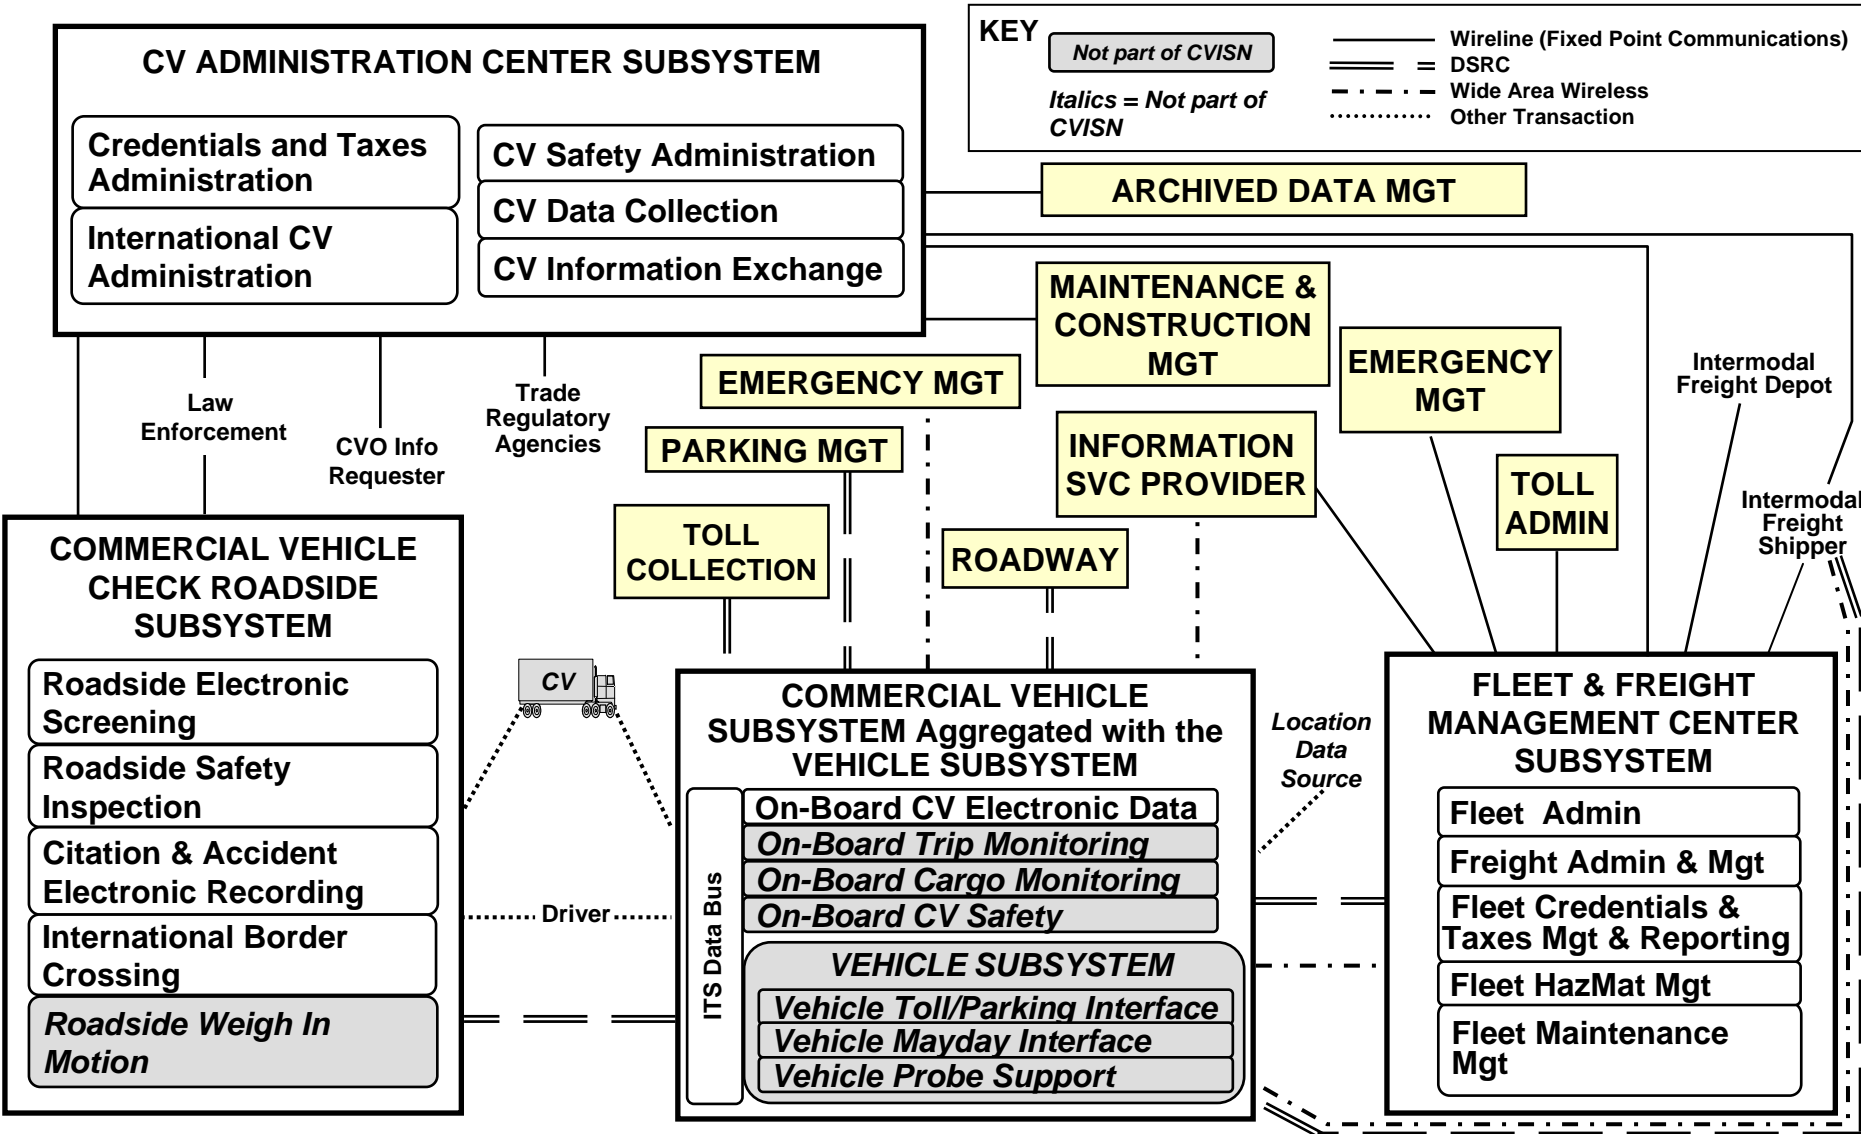 KEY
Not part of CVISN
Italics = Not part of
CVISN
Wireline (Fixed Point Communications)
DSRC
Wide Area Wireless
Other Transaction
CV ADMINISTRATION CENTER SUBSYSTEM
Credentials and Taxes
Administration
International CV
Administration
CV Safety Administration
CV Data Collection
CV Information Exchange
ARCHIVED DATA MGT
MAINTENANCE &
CONSTRUCTION
MGT
EMERGENCY MGT
EMERGENCY
MGT
Intermodal
Freight Depot
Law
Enforcement
CVO Info
Requester
Trade
Regulatory
Agencies
PARKING MGT
INFORMATION
SVC PROVIDER
TOLL
ADMIN
Intermodal
Freight
Shipper
TOLL
COLLECTION
ROADWAY
COMMERCIAL VEHICLE
CHECK ROADSIDE
SUBSYSTEM
Roadside Electronic
Screening
Roadside Safety
Inspection
Citation & Accident
Electronic Recording
International Border
Crossing
Roadside Weigh In
Motion
CV
Driver
COMMERCIAL VEHICLE
SUBSYSTEM Aggregated with the
VEHICLE SUBSYSTEM
ITS Data Bus
On-Board CV Electronic Data
On-Board Trip Monitoring
On-Board Cargo Monitoring
On-Board CV Safety
VEHICLE SUBSYSTEM
Vehicle Toll/Parking Interface
Vehicle Mayday Interface
Vehicle Probe Support
Location
Data
Source
FLEET & FREIGHT
MANAGEMENT CENTER
SUBSYSTEM
Fleet Admin
Freight Admin & Mgt
Fleet Credentials &
Taxes Mgt & Reporting
Fleet HazMat Mgt
Fleet Maintenance
Mgt